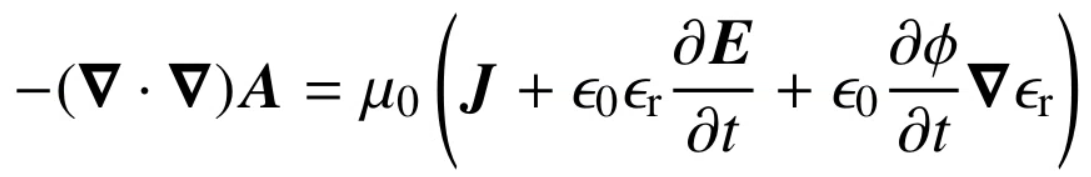 −(∇ · ∇)A = μ₀ (J + ϵ₀ϵᵣ ∂E/∂t + ϵ₀ ∂ϕ/∂t ∇ϵᵣ)